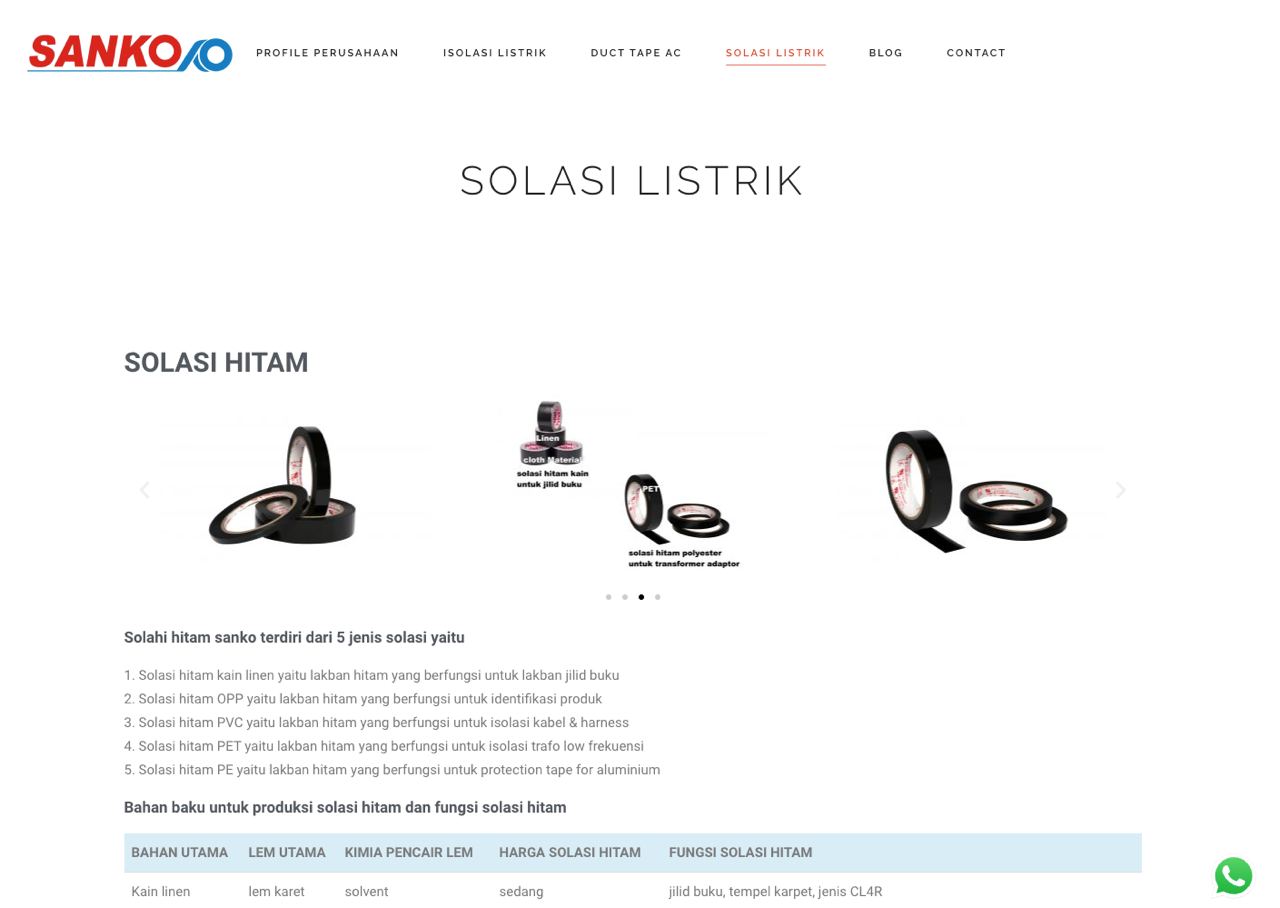 SANKO
PROFILE PERUSAHAAN
ISOLASI LISTRIK
DUCT TAPE AC
SOLASI LISTRIK
BLOG
CONTACT
SOLASI LISTRIK
SOLASI HITAM
Linen
cloth Material
solasi hitam kain
untuk jilid buku
PET
solasi hitam polyester
untuk transformer adaptor
Solahi hitam sanko terdiri dari 5 jenis solasi yaitu
1. Solasi hitam kain linen yaitu lakban hitam yang berfungsi untuk lakban jilid buku
2. Solasi hitam OPP yaitu lakban hitam yang berfungsi untuk identifikasi produk
3. Solasi hitam PVC yaitu lakban hitam yang berfungsi untuk isolasi kabel & harness
4. Solasi hitam PET yaitu lakban hitam yang berfungsi untuk isolasi trafo low frekuensi
5. Solasi hitam PE yaitu lakban hitam yang berfungsi untuk protection tape for aluminium
Bahan baku untuk produksi solasi hitam dan fungsi solasi hitam
BAHAN UTAMA LEM UTAMA KIMIA PENCAIR LEM HARGA SOLASI HITAM FUNGSI SOLASI HITAM
Kain linen lem karet solvent sedang jilid buku, tempel karpet, jenis CL4R